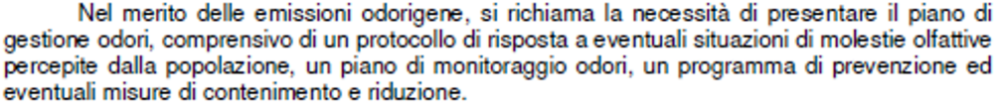 Nel merito delle emissioni odorigene, si richiama la necessità di presentare il piano di
gestione odori, comprensivo di un protocollo di risposta a eventuali situazioni di molestie olfattive
percepite dalla popolazione, un piano di monitoraggio odori, un programma di prevenzione ed
eventuali misure di contenimento e riduzione.